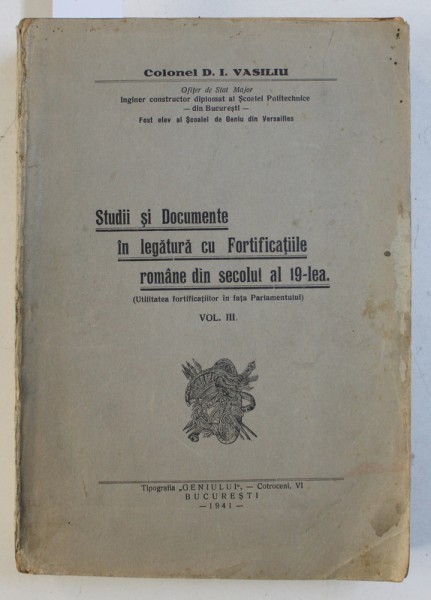 Colonel D. I. VASILIU
Ofițer de Stat Major
Inginer constructor diplomat al Școalei Politechnice
— din București —
Fost elev al Școalei de Geniu din Versailles
Studii și Documente
în legătură cu Fortificațiile
române din secolul al 19-lea.
(Utilitatea fortificațiilor în fața Parlamentului)
VOL. III.
Tipografia „GENIULUI”, — Cotroceni, VI
BUCUREȘTI
— 1941 —